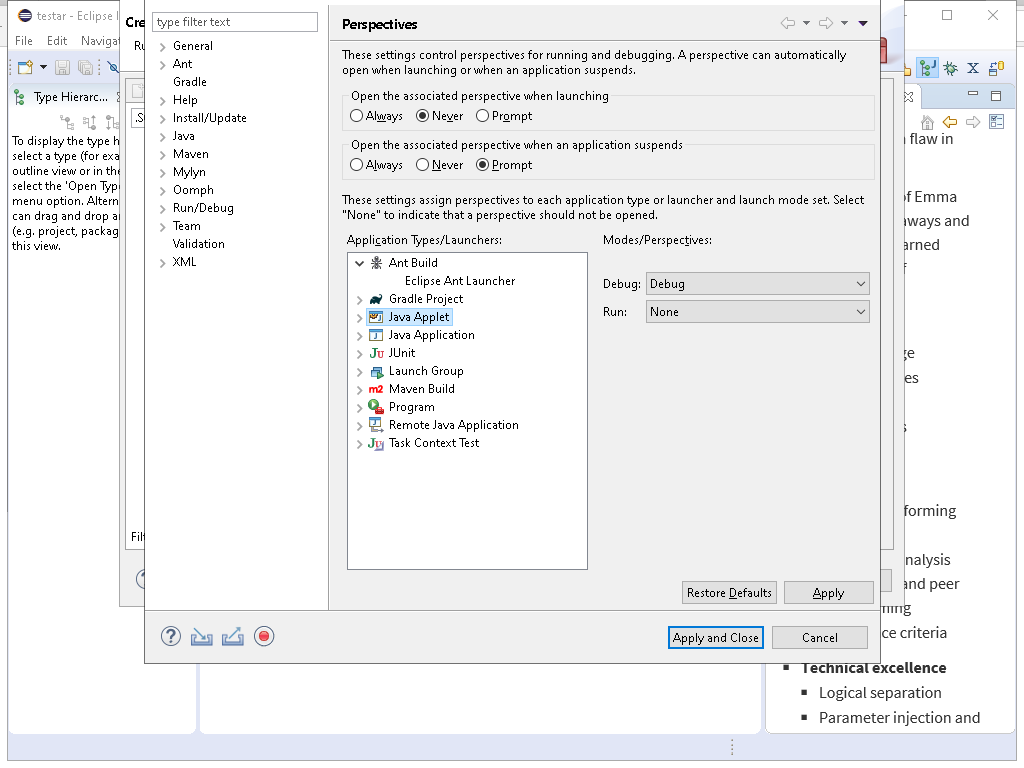 testar - Eclipse I
File Edit Naviga
Type Hierarc...
To display the type h
select a type (for exa
outline view or in the
select the 'Open Type
menu option. Altern
can drag and drop a
(e.g. project, packag
this view.
Cre
Ru
.S
Filt
type filter text
General
Ant
Gradle
Help
Install/Update
Java
Maven
Mylyn
Oomph
Run/Debug
Team
Validation
XML
Perspectives
These settings control perspectives for running and debugging. A perspective can automatically
open when launching or when an application suspends.
Open the associated perspective when launching
Always Never Prompt
Open the associated perspective when an application suspends
Always Never Prompt
These settings assign perspectives to each application type or launcher and launch mode set. Select
"None" to indicate that a perspective should not be opened.
Application Types/Launchers:
Ant Build
Eclipse Ant Launcher
Gradle Project
Java Applet
Java Application
JUnit
Launch Group
Maven Build
Program
Remote Java Application
Task Context Test
Modes/Perspectives:
Debug: Debug
Run: None
Restore Defaults Apply
Apply and Close Cancel
flaw in
of Emma
aways and
arned
ge
es
s
forming
nalysis
and peer
ning
ce criteria
Technical excellence
Logical separation
Parameter injection and